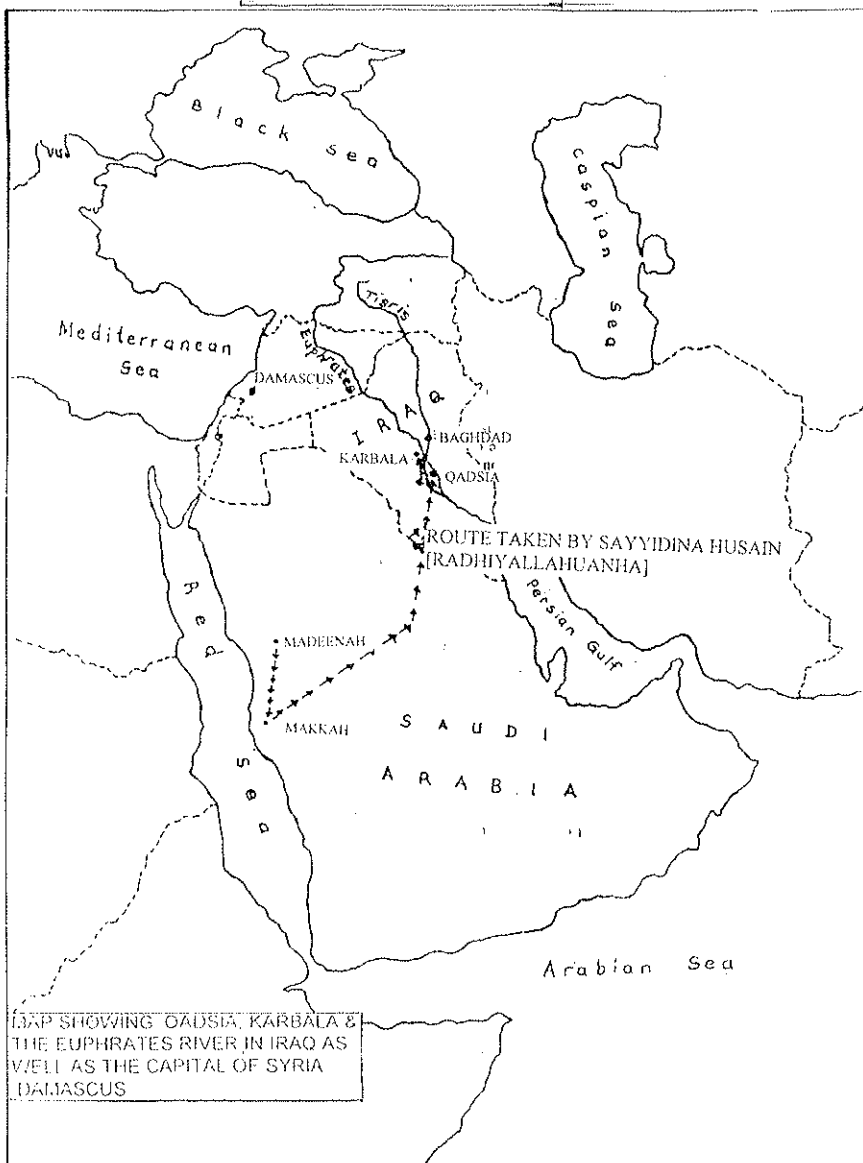 Black Sea
Caspian
Sea
Tigris
Mediterranean
Sea
Euphrates
DAMASCUS
IRAQ
BAGHDAD
KARBALA
QADSIA
ROUTE TAKEN BY SAYYIDINA HUSAIN
[RADHIYALLAHUANHA]
Persian Gulf
Red
Sea
MADEENAH
MAKKAH
SAUDI
ARABIA
Arabian Sea
MAP SHOWING QADSIA, KARBALA &
THE EUPHRATES RIVER IN IRAQ AS
WELL AS THE CAPITAL OF SYRIA
DAMASCUS